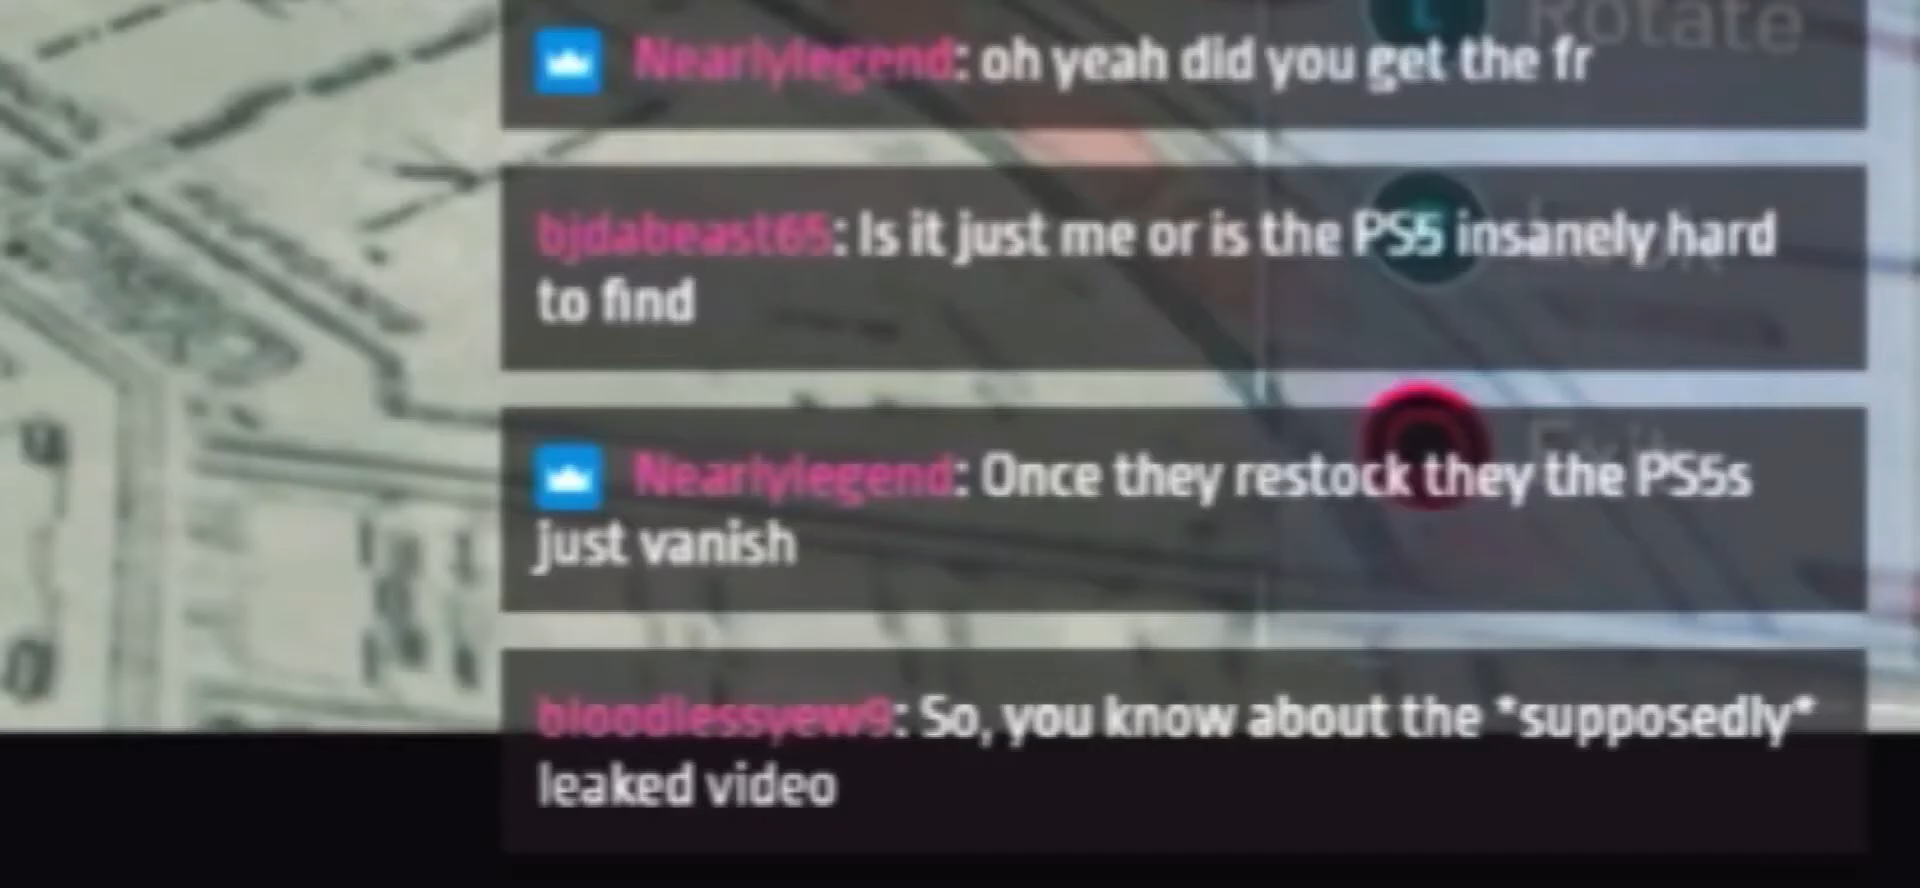 Rotate
Nearlylegend: oh yeah did you get the fr
bjdabeast65: Is it just me or is the PS5 insanely hard
to find
Nearlylegend: Once they restock they the PS5s
just vanish
Exit
bloodlessyew9: So, you know about the *supposedly*
leaked video